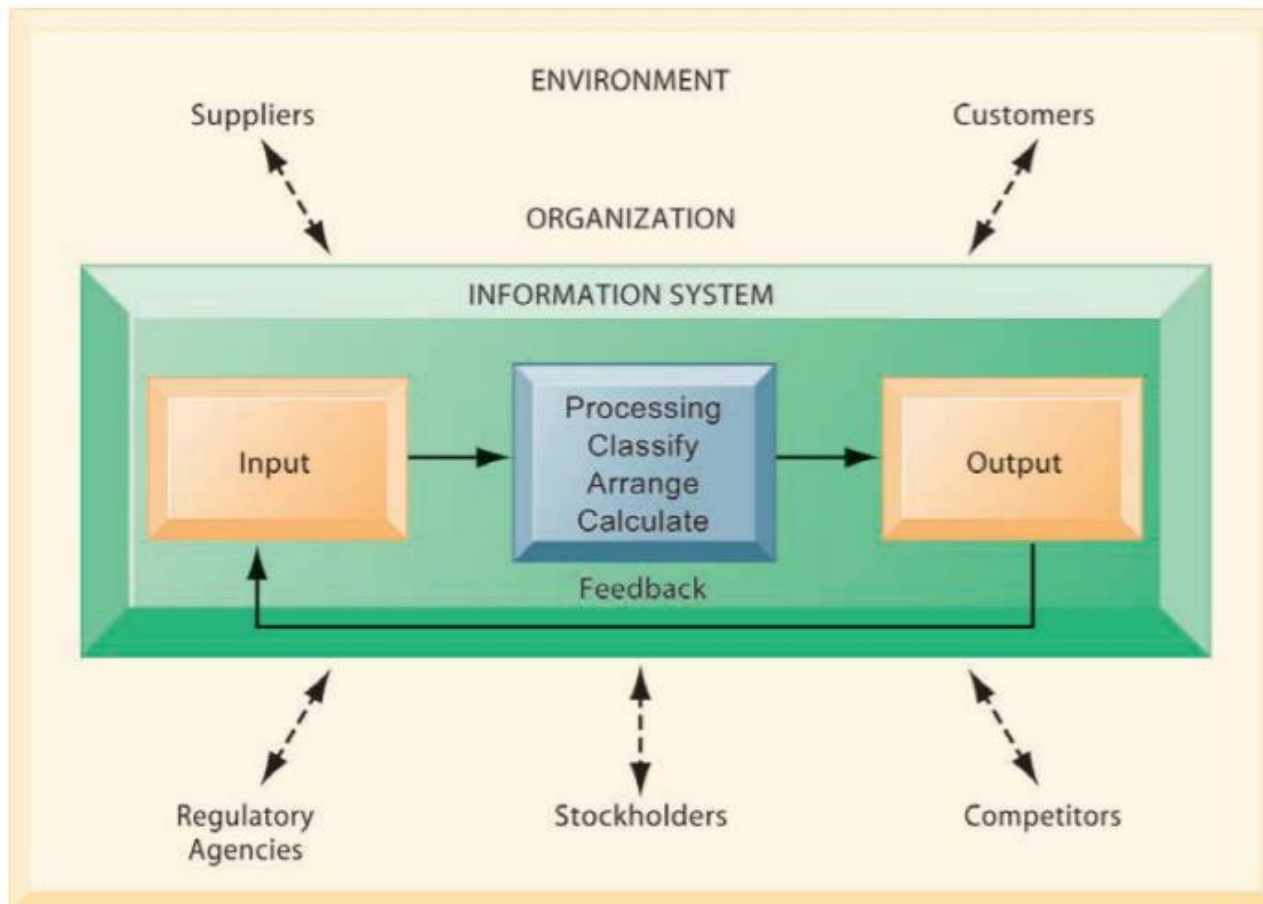 ENVIRONMENT
Suppliers
Customers
ORGANIZATION
INFORMATION SYSTEM
Input
Processing
Classify
Arrange
Calculate
Output
Feedback
Regulatory
Agencies
Stockholders
Competitors